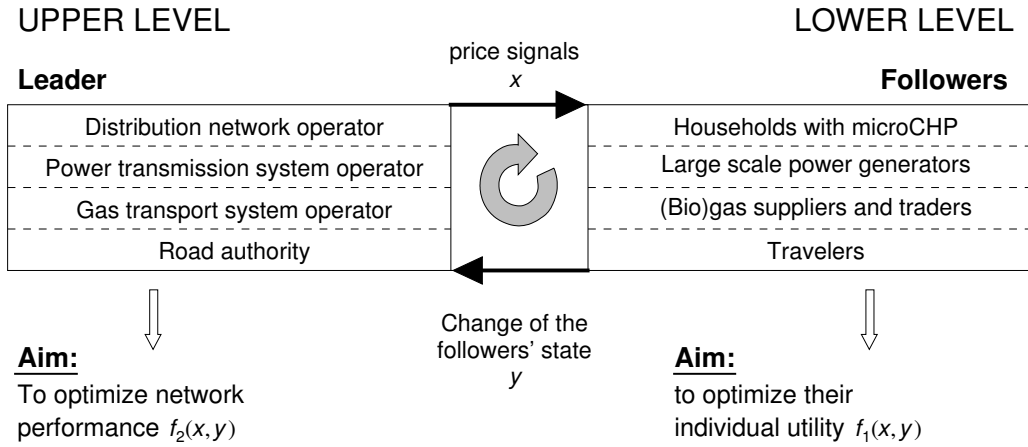 UPPER LEVEL
LOWER LEVEL
price signals
x
Leader
Followers
Distribution network operator
Households with microCHP
Power transmission system operator
Large scale power generators
Gas transport system operator
(Bio)gas suppliers and traders
Road authority
Travelers
Change of the
followers' state
y
Aim:
To optimize network
performance f₂(x,y)
Aim:
to optimize their
individual utility f₁(x,y)